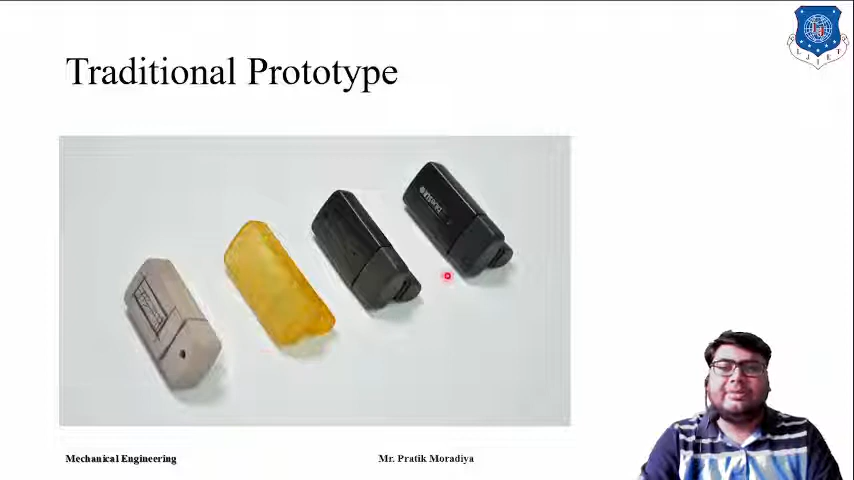 Traditional Prototype
Mechanical Engineering
Mr. Pratik Moradiya